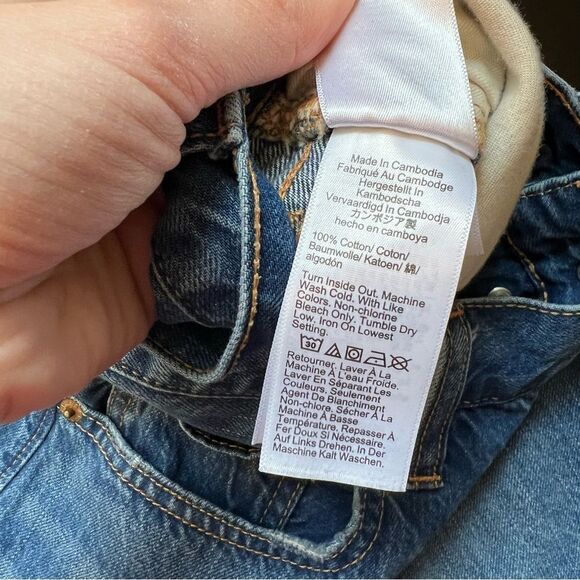 Made In Cambodia
Fabriqué Au Cambodge
Hergestellt In
Kambodscha
Vervaardigd In Cambodja
カンボジア製
hecho en camboya
100% Cotton/ Coton/
Baumwolle/ Katoen/ 綿/
algodón
Turn Inside Out. Machine
Wash Cold. With Like
Colors. Non-chlorine
Bleach Only. Tumble Dry
Low. Iron On Lowest
Setting.
30
Retourner. Laver À La
Machine À L'eau Froide.
Laver En Séparant Les
Couleurs. Seulement
Agent De Blanchiment
Non-chlore. Sécher À La
Machine À Basse
Température. Repasser À
Fer Doux Si Nécessaire.
Auf Links Drehen. In Der
Maschine Kalt Waschen.